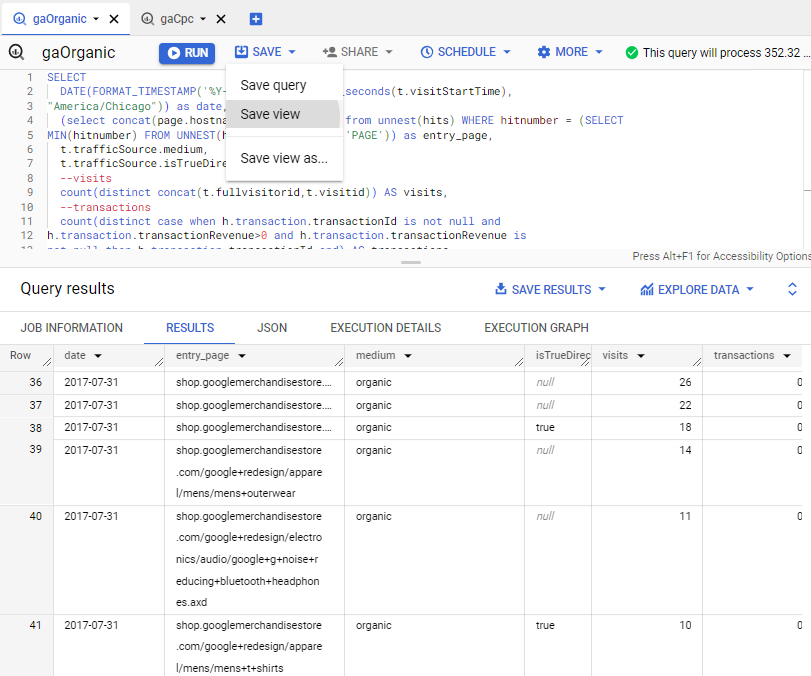 gaOrganic
gaCpc
gaOrganic
RUN
SAVE
SHARE
SCHEDULE
MORE
This query will process 352.32 ...
Save query
Save view
Save view as...
1 SELECT
2 DATE(FORMAT_TIMESTAMP('%Y- seconds(t.visitStartTime),
3 "America/Chicago")) as date,
4 (select concat(page.hostna from unnest(hits) WHERE hitnumber = (SELECT
5 MIN(hitnumber) FROM UNNEST(h 'PAGE')) as entry_page,
6 t.trafficSource.medium,
7 t.trafficSource.isTrueDire
8 --visits
9 count(distinct concat(t.fullvisitorid,t.visitid)) AS visits,
10 --transactions
11 count(distinct case when h.transaction.transactionId is not null and
12 h.transaction.transactionRevenue>0 and h.transaction.transactionRevenue is
Press Alt+F1 for Accessibility Options
Query results
SAVE RESULTS
EXPLORE DATA
JOB INFORMATION RESULTS JSON EXECUTION DETAILS EXECUTION GRAPH
Row date entry_page medium isTrueDirec visits transactions
36 2017-07-31 shop.googlemerchandisestore.... organic null 26 0
37 2017-07-31 shop.googlemerchandisestore.... organic null 22 0
38 2017-07-31 shop.googlemerchandisestore.... organic true 18 0
39 2017-07-31 shop.googlemerchandisestore organic null 14 0
.com/google+redesign/appare
l/mens/mens+outerwear
40 2017-07-31 shop.googlemerchandisestore organic null 11 0
.com/google+redesign/electro
nics/audio/google+g+noise+r
educing+bluetooth+headphon
es.axd
41 2017-07-31 shop.googlemerchandisestore organic true 10 0
.com/google+redesign/appare
l/mens/mens+t+shirts